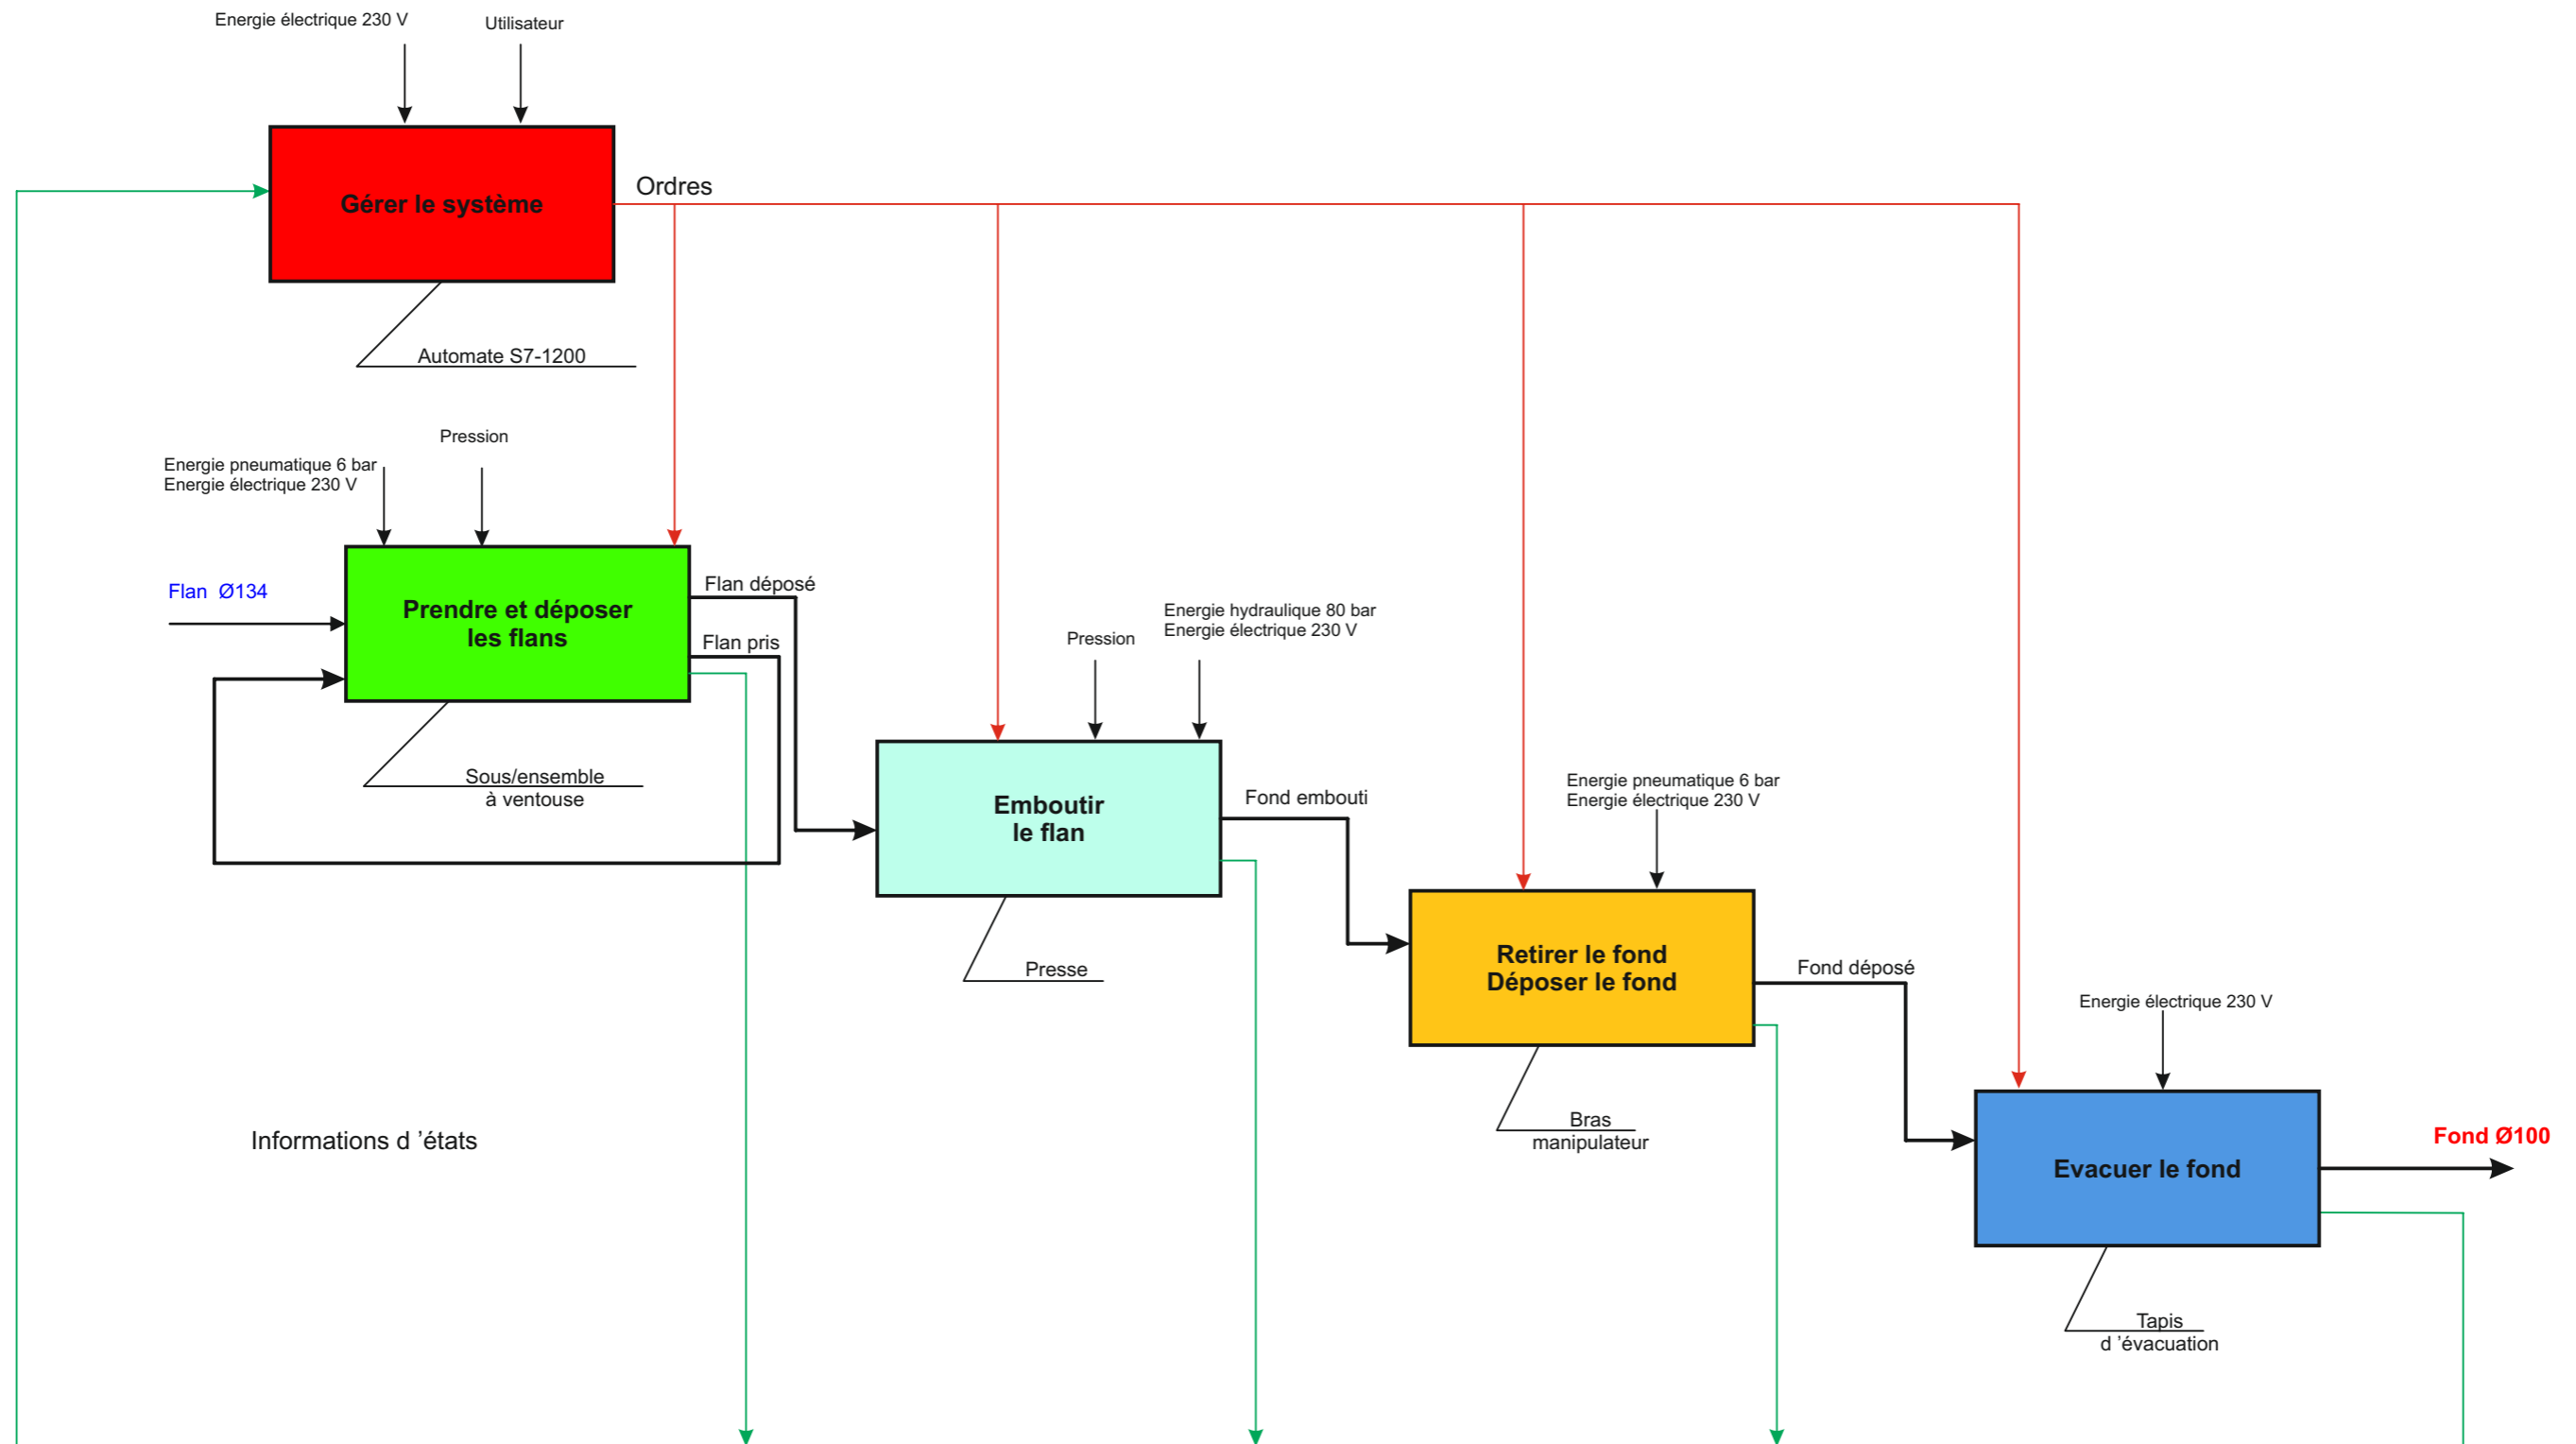 Energie électrique 230 V
Utilisateur
Gérer le système
Ordres
Automate S7-1200
Pression
Energie pneumatique 6 bar
Energie électrique 230 V
Flan Ø134
Prendre et déposer
les flans
Flan déposé
Flan pris
Sous/ensemble
à ventouse
Pression
Energie hydraulique 80 bar
Energie électrique 230 V
Emboutir
le flan
Fond embouti
Presse
Energie pneumatique 6 bar
Energie électrique 230 V
Retirer le fond
Déposer le fond
Fond déposé
Bras
manipulateur
Energie électrique 230 V
Evacuer le fond
Fond Ø100
Tapis
d ’évacuation
Informations d ’états